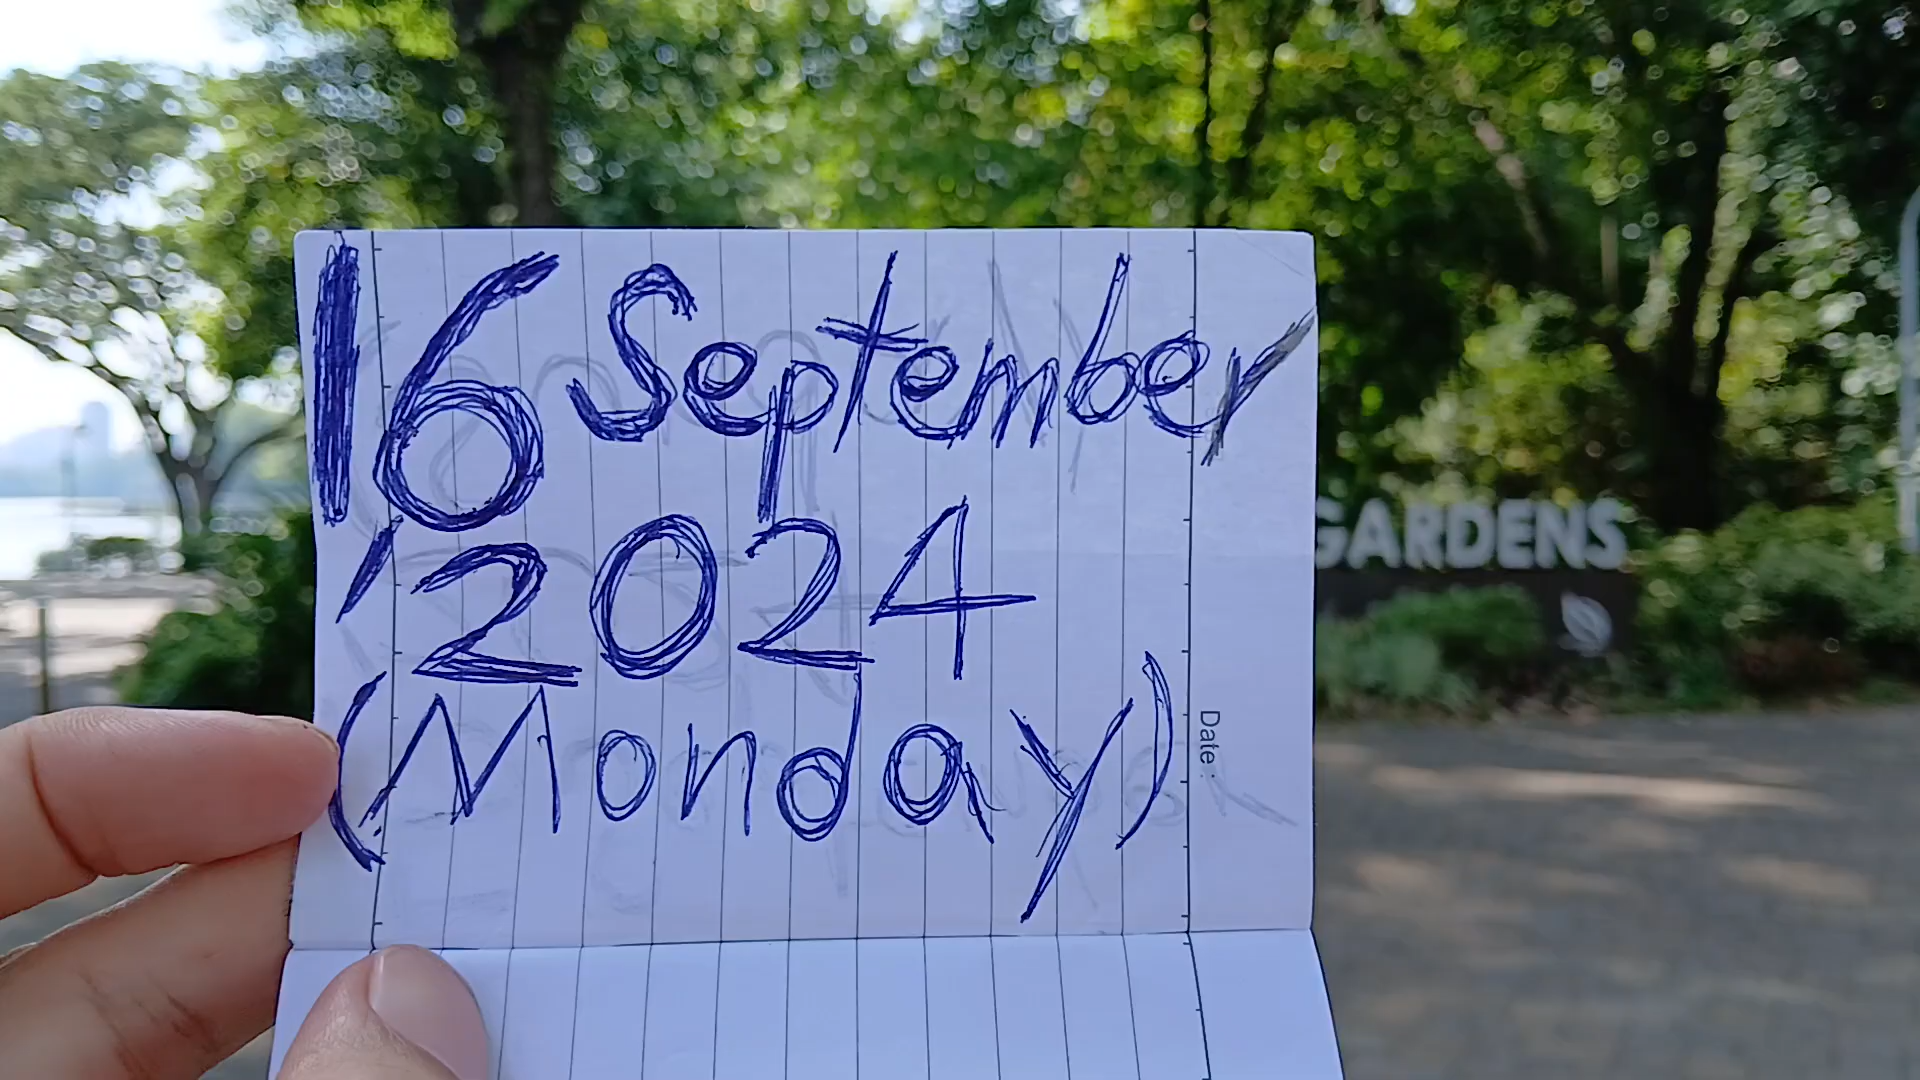 16 September
'2024
(Monday)
Date :
GARDENS